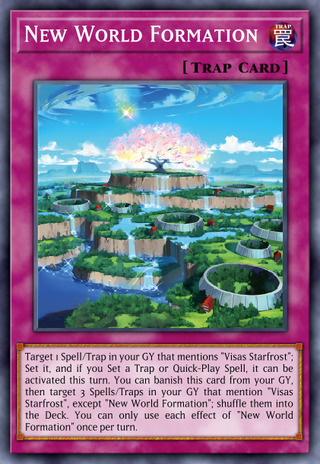 New World Formation
TRAP
罠
[Trap Card]
Target 1 Spell/Trap in your GY that mentions "Visas Starfrost";
Set it, and if you Set a Trap or Quick-Play Spell, it can be
activated this turn. You can banish this card from your GY,
then target 3 Spells/Traps in your GY that mention "Visas
Starfrost", except "New World Formation"; shuffle them into
the Deck. You can only use each effect of "New World
Formation" once per turn.